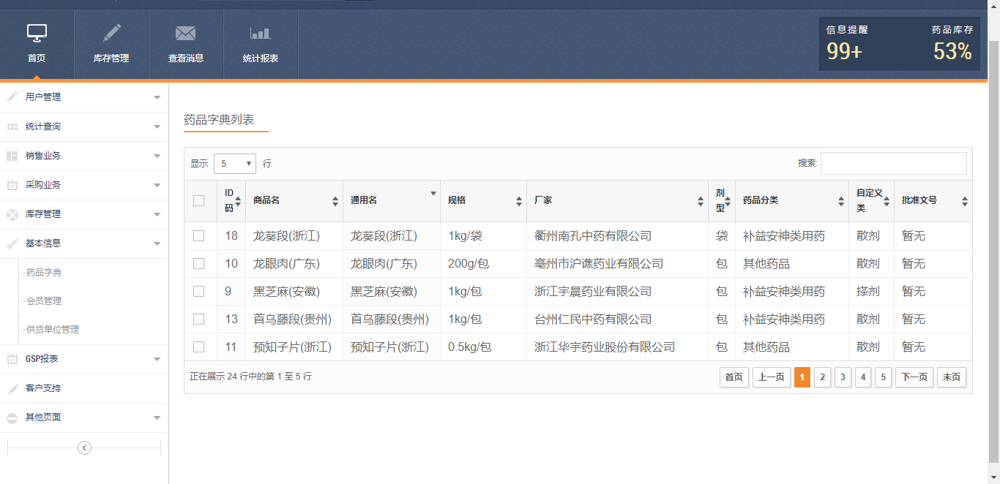 首页
库存管理
查看消息
统计报表
信息提醒
99+
药品库存
53%
用户管理
统计查询
销售业务
采购业务
库存管理
基本信息
药品字典
会员管理
供货单位管理
GSP报表
客户支持
其他页面
药品字典列表
显示 5 行
搜索:
ID码 商品名 通用名 规格 厂家 剂型 药品分类 自定义类 批准文号
18 龙葵段(浙江) 龙葵段(浙江) 1kg/袋 衢州南孔中药有限公司 袋 补益安神类用药 散剂 暂无
10 龙眼肉(广东) 龙眼肉(广东) 200g/包 亳州市沪谯药业有限公司 包 其他药品 散剂 暂无
9 黑芝麻(安徽) 黑芝麻(安徽) 1kg/包 浙江宇晨药业有限公司 包 补益安神类用药 搽剂 暂无
13 首乌藤段(贵州) 首乌藤段(贵州) 1kg/包 台州仁民中药有限公司 包 补益安神类用药 散剂 暂无
11 预知子片(浙江) 预知子片(浙江) 0.5kg/包 浙江华宇药业股份有限公司 包 其他药品 散剂 暂无
正在展示 24 行中的第 1 至 5 行
首页 上一页 1 2 3 4 5 下一页 末页